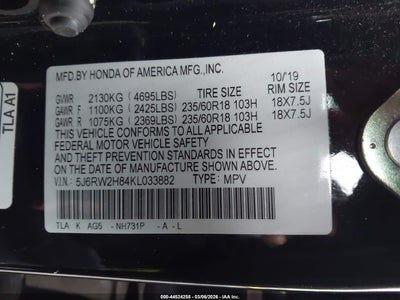 TLA A1
MFD.BY HONDA OF AMERICA MFG.,INC. 10/19
GVWR 2130KG (4695LBS) TIRE SIZE RIM SIZE
GAWR F 1100KG (2425LBS) 235/60R18 103H 18X7.5J
GAWR R 1075KG (2369LBS) 235/60R18 103H 18X7.5J
THIS VEHICLE CONFORMS TO ALL APPLICABLE
FEDERAL MOTOR VEHICLE SAFETY
AND THEFT PREVENTION STANDARDS IN EFFECT
ON THE DATE OF MANUFACTURE SHOWN ABOVE.
V.I.N.: 5J6RW2H84KL033882 TYPE: MPV
TLA K AG5 -NH731P -A -L
000-44524268 - 03/06/2026 - IAA Inc.